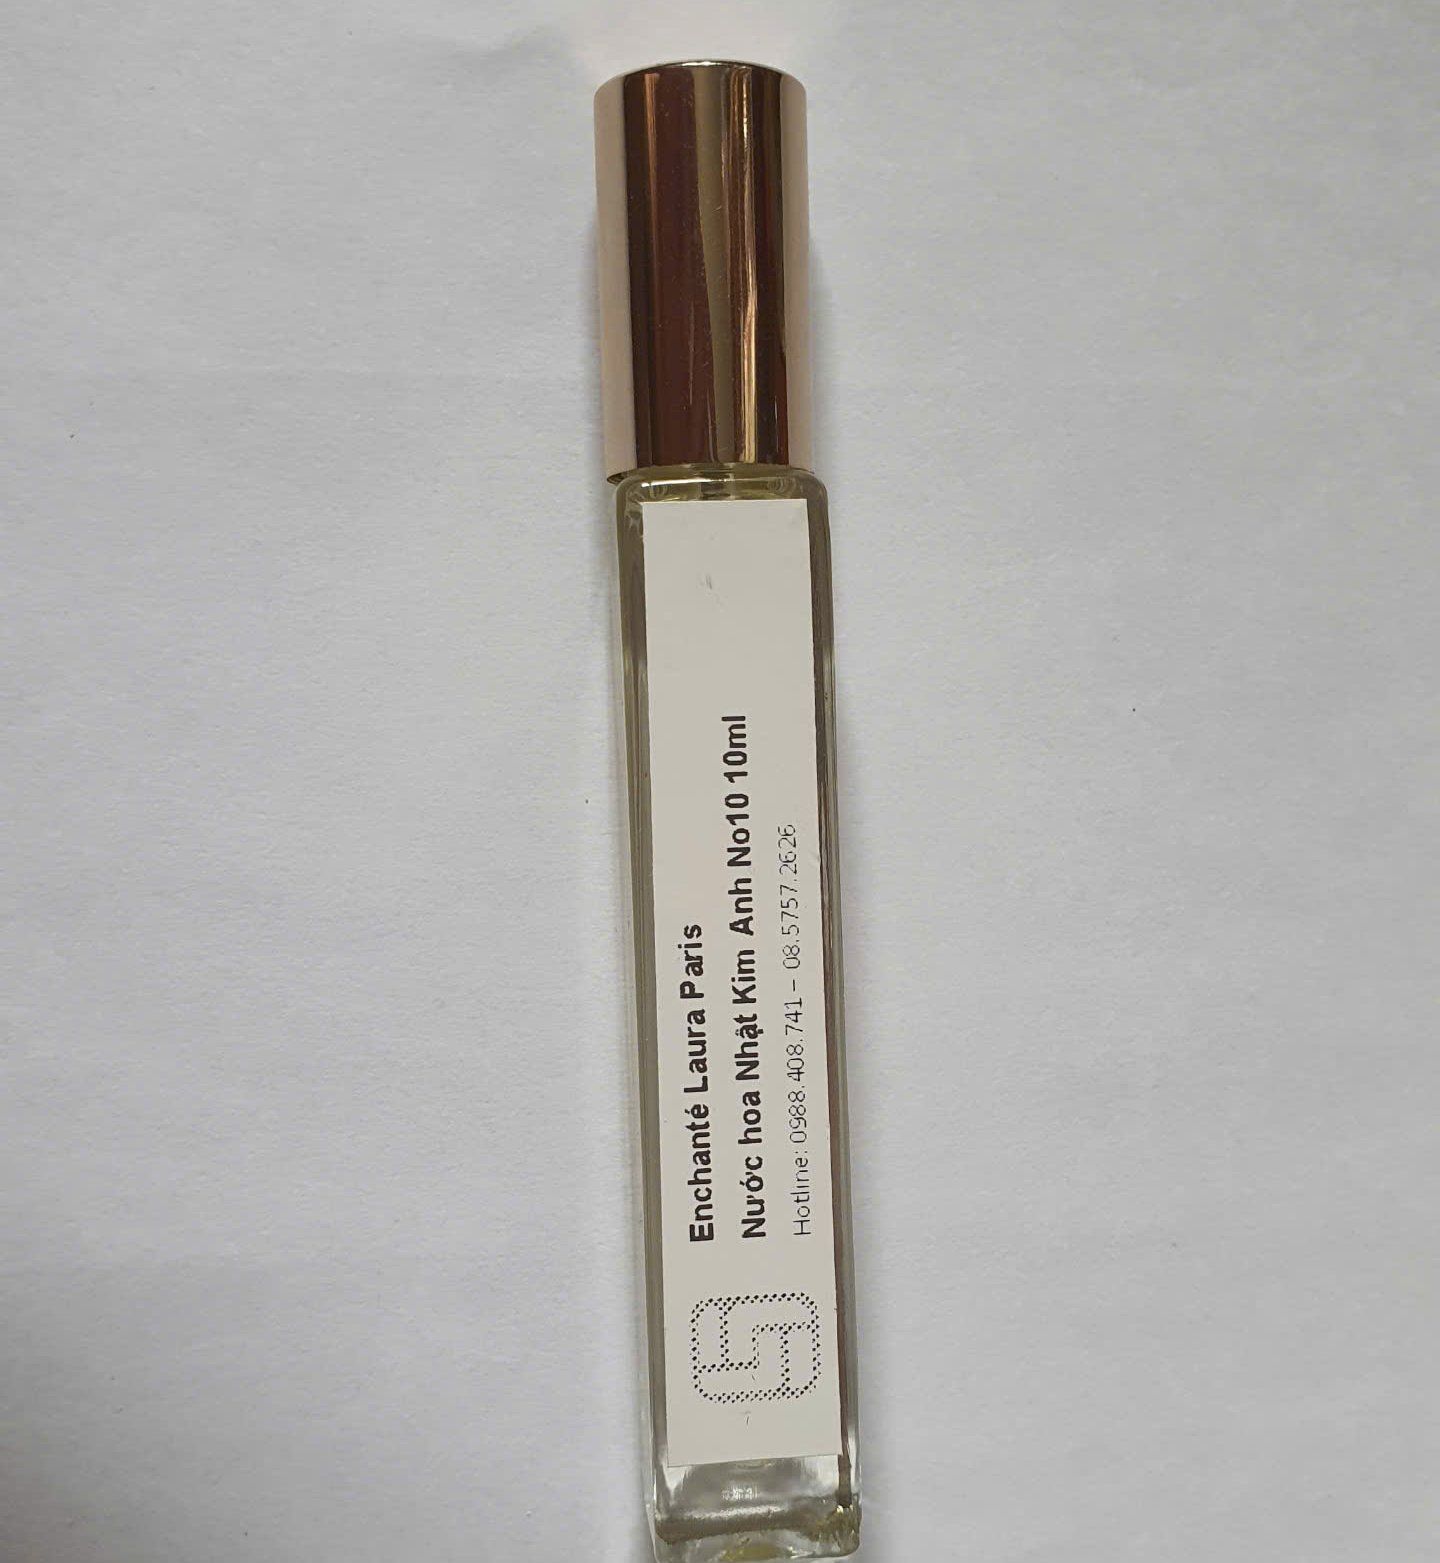 Enchanté Laura Paris
Nước hoa Nhật Kim Anh No10 10ml
Hotline: 0988.408.741 – 08.5757.2626